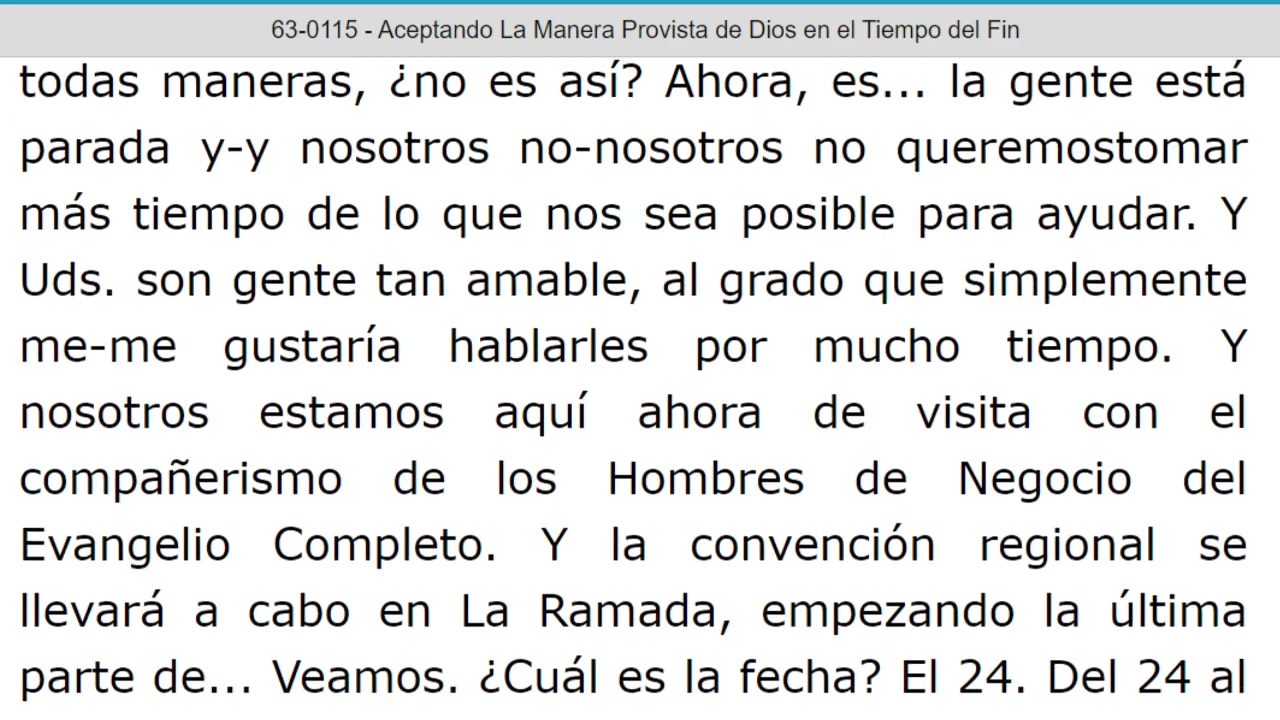 63-0115 - Aceptando La Manera Provista de Dios en el Tiempo del Fin
todas maneras, ¿no es así? Ahora, es... la gente está
parada y-y nosotros no-nosotros no queremostomar
más tiempo de lo que nos sea posible para ayudar. Y
Uds. son gente tan amable, al grado que simplemente
me-me gustaría hablarles por mucho tiempo. Y
nosotros estamos aquí ahora de visita con el
compañerismo de los Hombres de Negocio del
Evangelio Completo. Y la convención regional se
llevará a cabo en La Ramada, empezando la última
parte de... Veamos. ¿Cuál es la fecha? El 24. Del 24 al